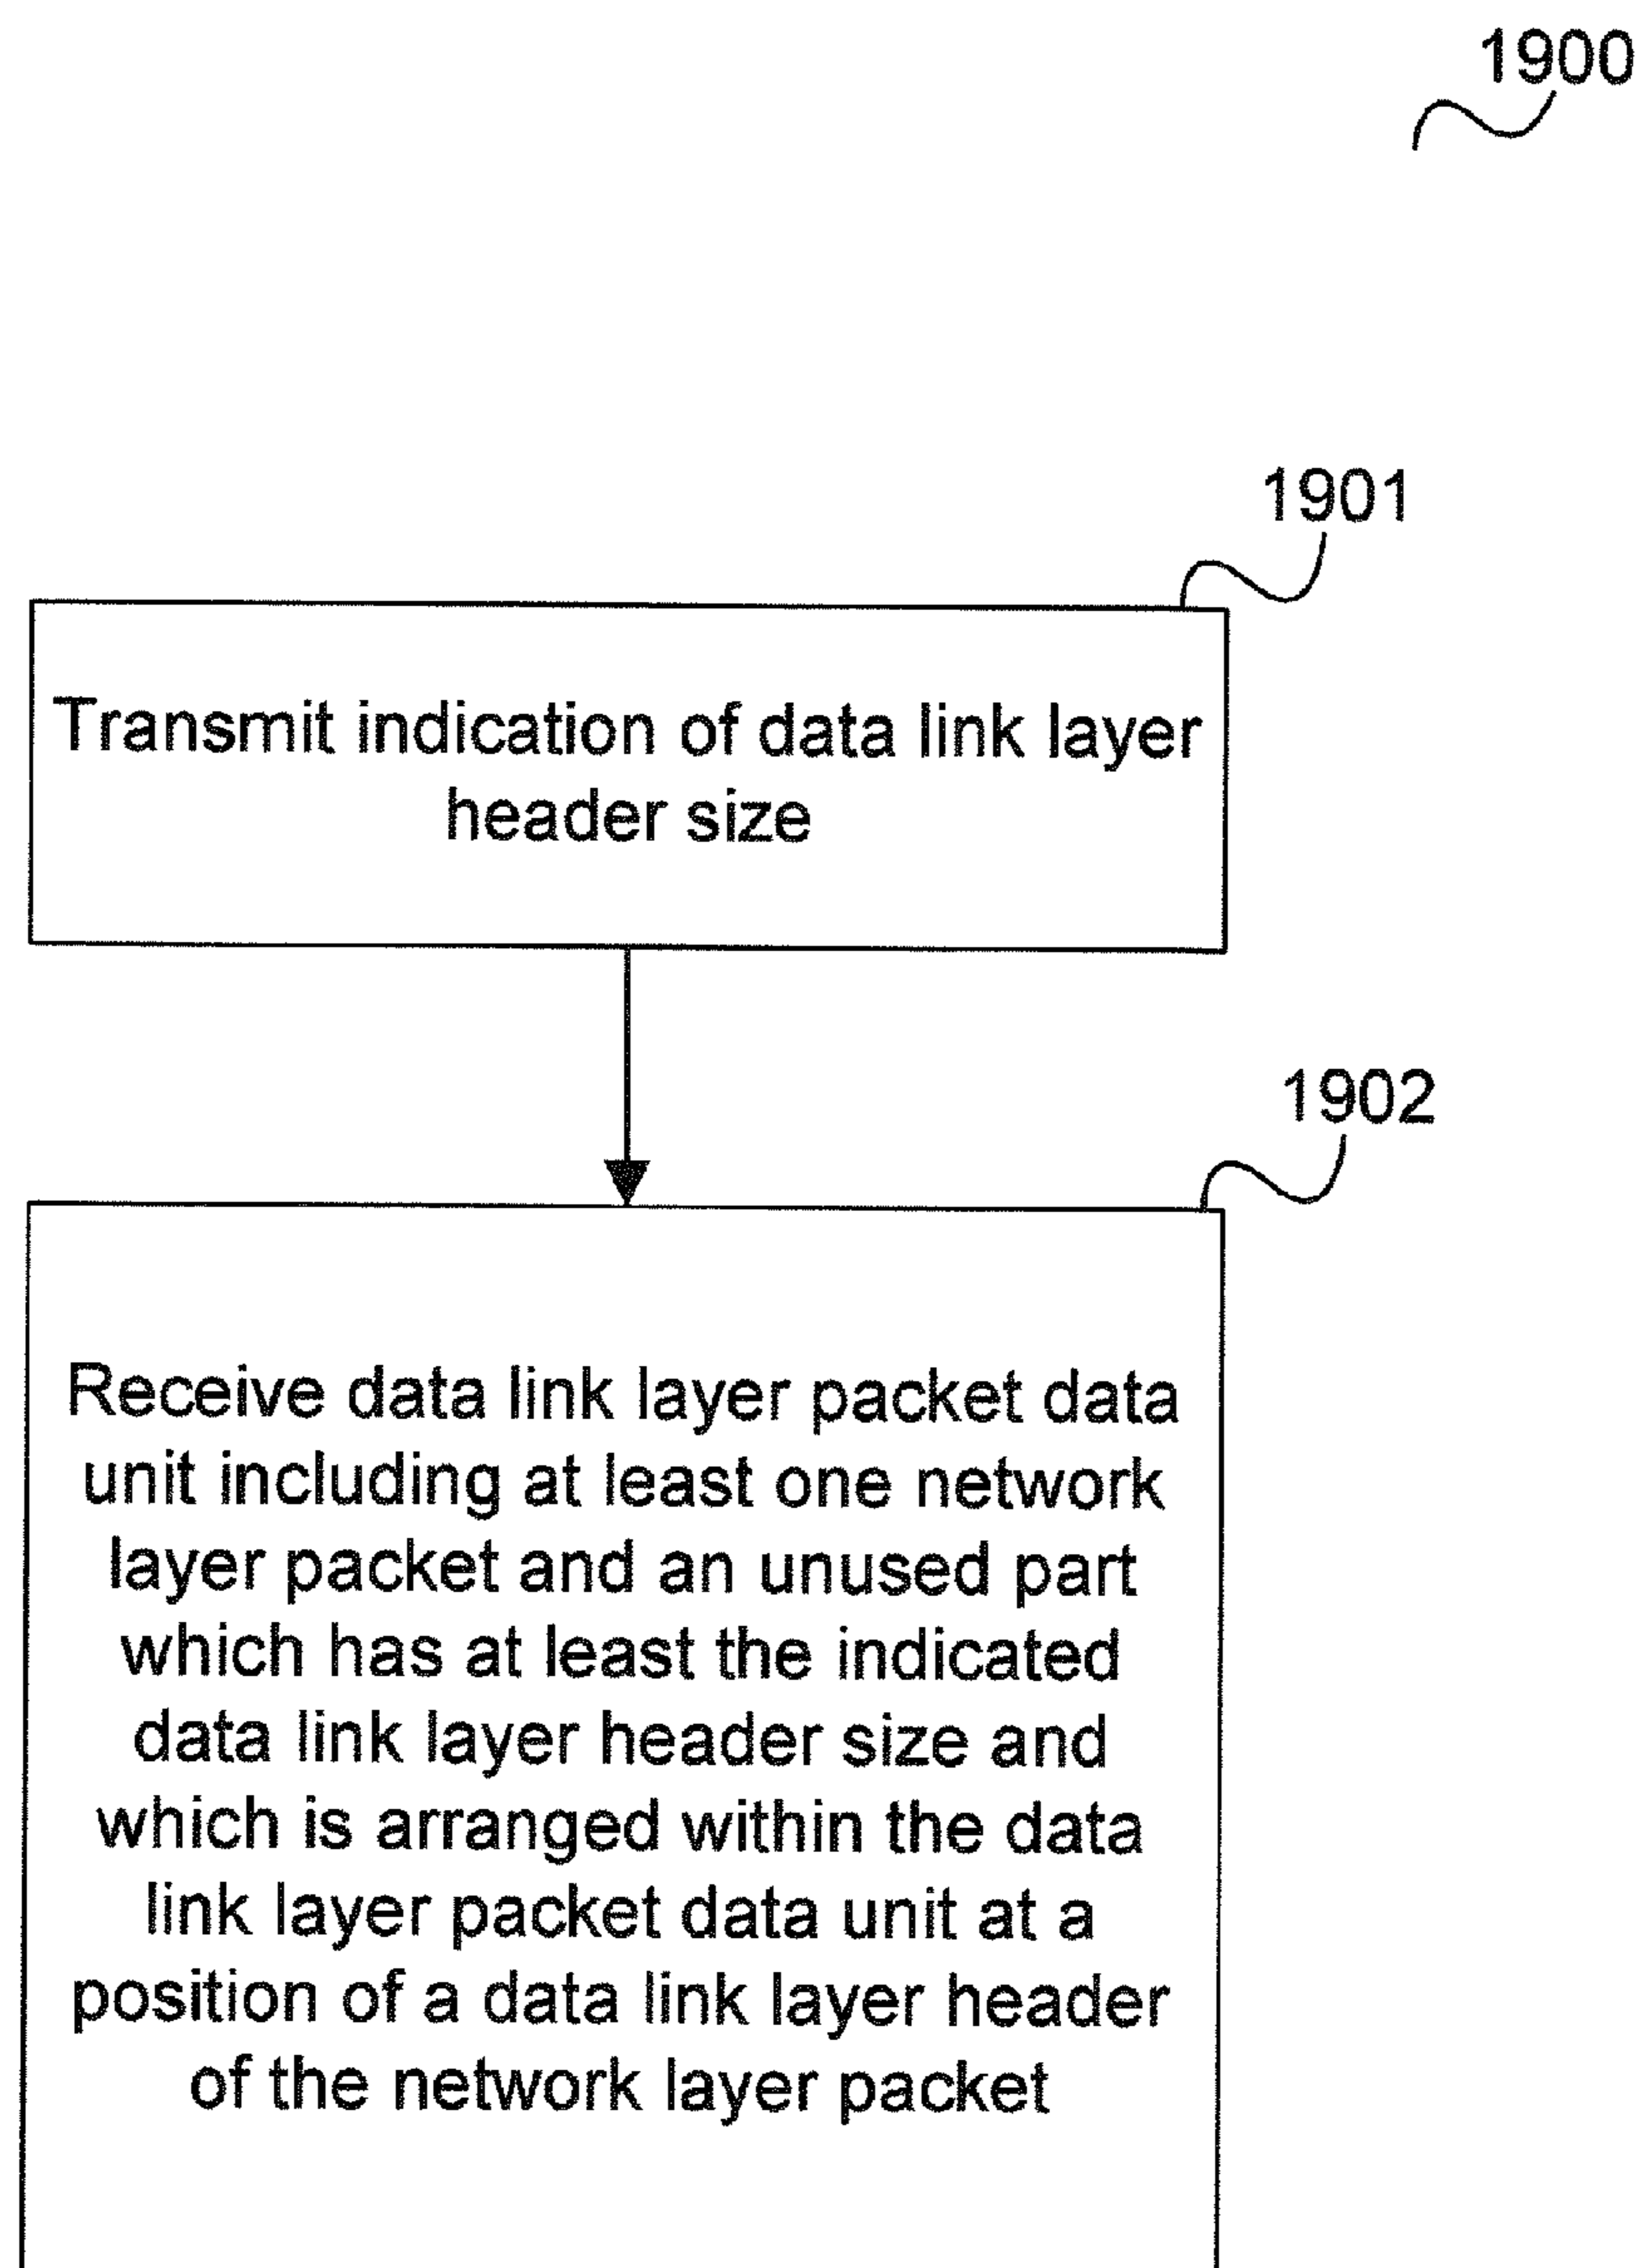 1900
1901
Transmit indication of data link layer
header size
1902
Receive data link layer packet data
unit including at least one network
layer packet and an unused part
which has at least the indicated
data link layer header size and
which is arranged within the data
link layer packet data unit at a
position of a data link layer header
of the network layer packet